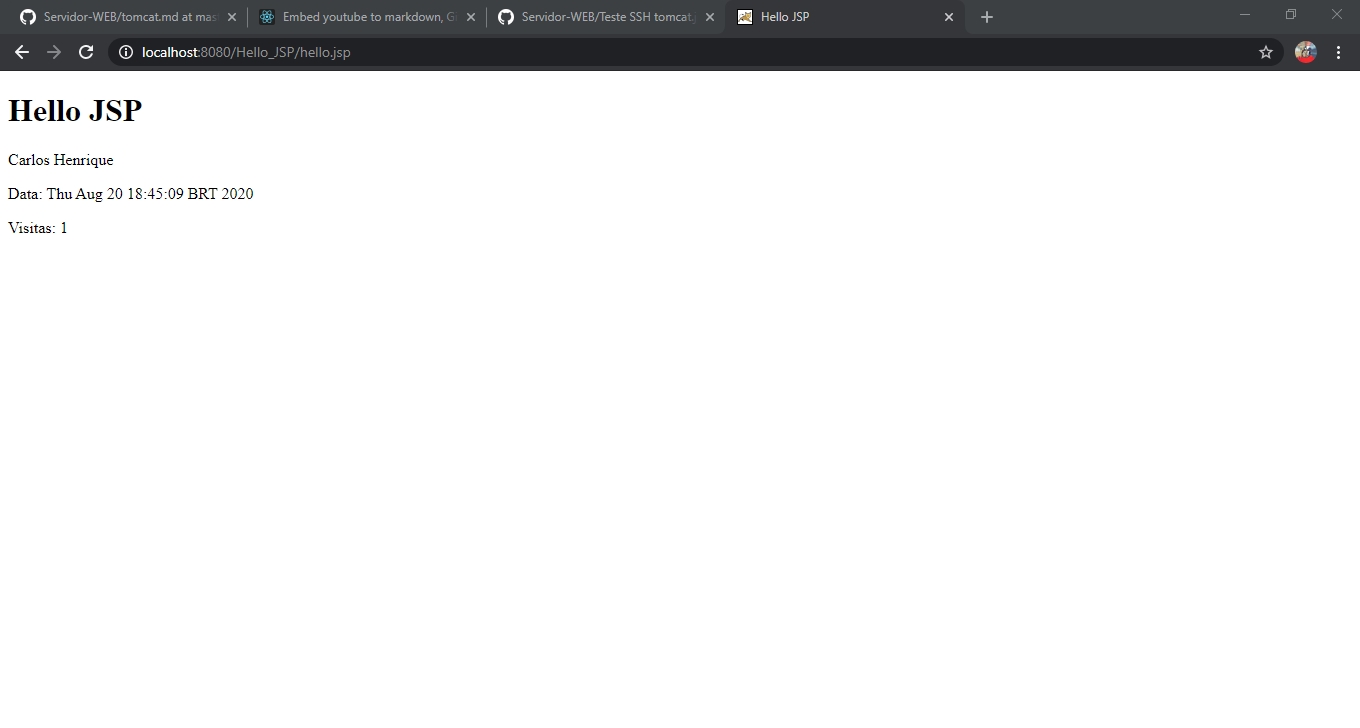 Servidor-WEB/tomcat.md at mas
Embed youtube to markdown, G
Servidor-WEB/Teste SSH tomcat.
Hello JSP
localhost:8080/Hello_JSP/hello.jsp
Hello JSP
Carlos Henrique
Data: Thu Aug 20 18:45:09 BRT 2020
Visitas: 1